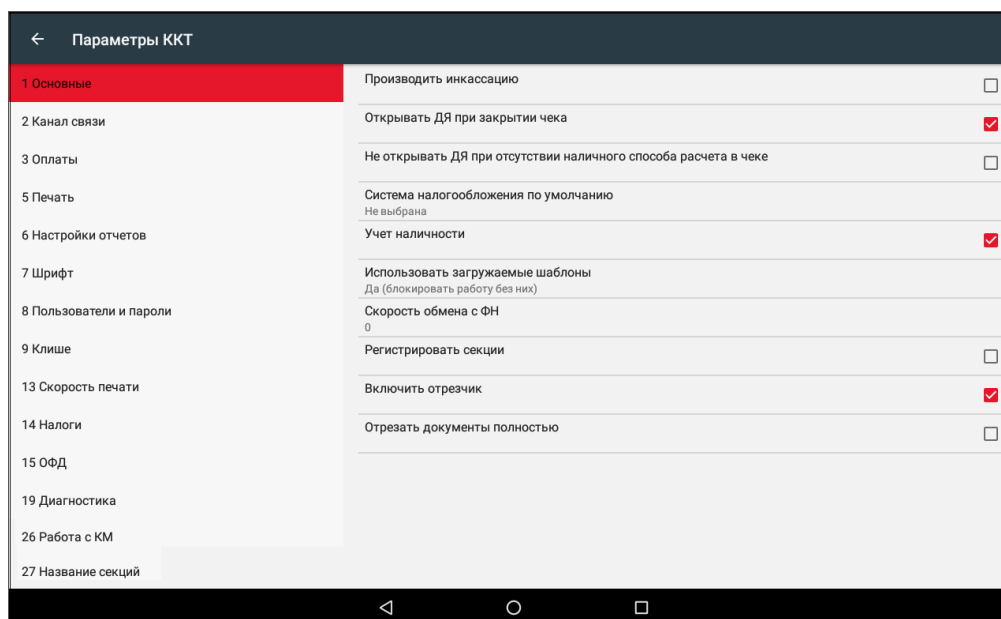 Параметры ККТ
1 Основные
2 Канал связи
3 Оплаты
5 Печать
6 Настройки отчетов
7 Шрифт
8 Пользователи и пароли
9 Клише
13 Скорость печати
14 Налоги
15 ОФД
19 Диагностика
26 Работа с КМ
27 Название секций
Производить инкассацию
Открывать ДЯ при закрытии чека
Не открывать ДЯ при отсутствии наличного способа расчета в чеке
Система налогообложения по умолчанию
Не выбрана
Учет наличности
Использовать загружаемые шаблоны
Да (блокировать работу без них)
Скорость обмена с ФН
0
Регистрировать секции
Включить отрезчик
Отрезать документы полностью